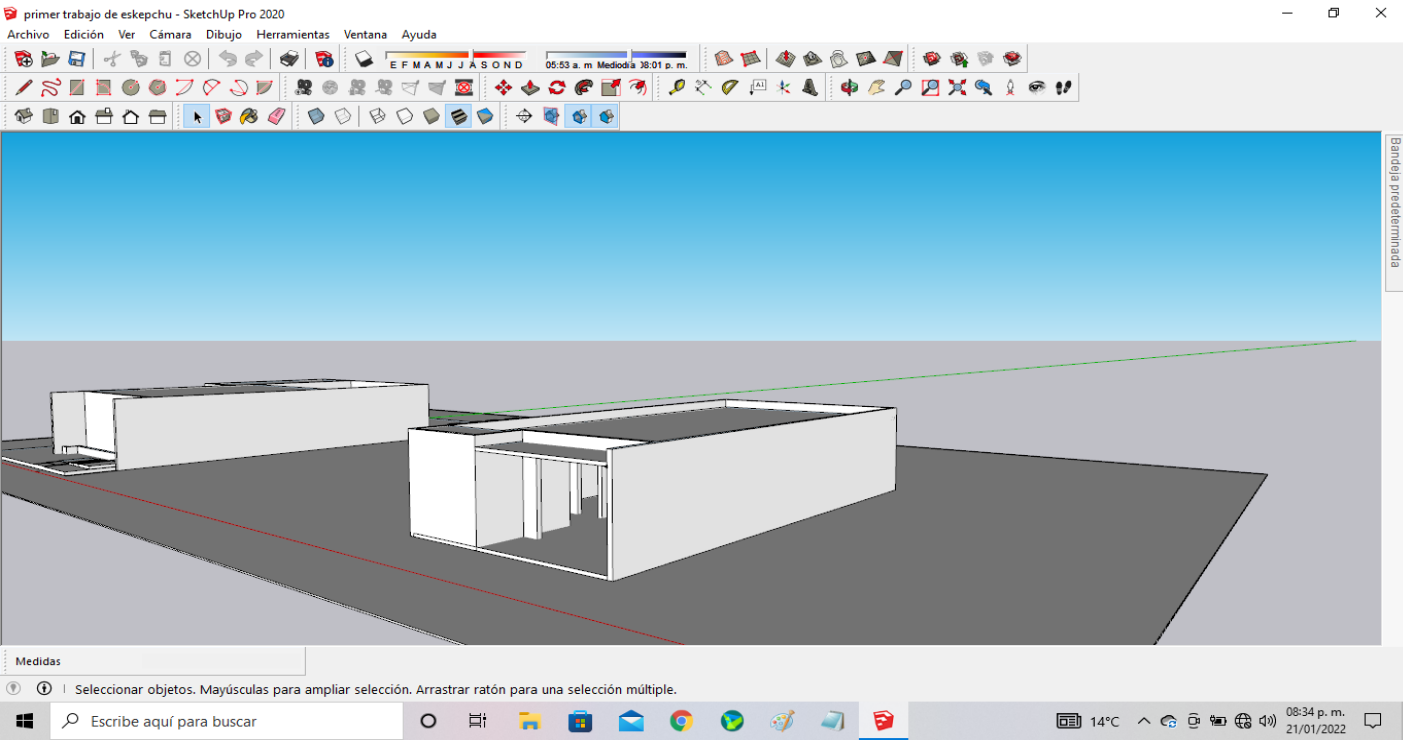 primer trabajo de eskepchu - SketchUp Pro 2020
Archivo Edición Ver Cámara Dibujo Herramientas Ventana Ayuda
E F M A M J J A S O N D 05:53 a. m Mediodía 08:01 p. m.
A1
Bandeja predeterminada
Medidas
Seleccionar objetos. Mayúsculas para ampliar selección. Arrastrar ratón para una selección múltiple.
Escribe aquí para buscar
14°C
08:34 p. m.
21/01/2022